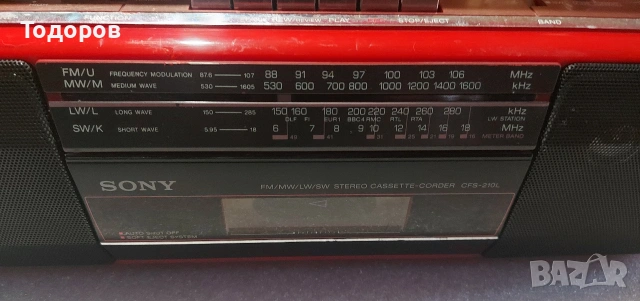 Тодоров
FUNCTION REVIEW PLAY STOP/EJECT BAND
FM/U FREQUENCY MODULATION 87.6 — 107 88 91 94 97 100 103 106 MHz
MW/M MEDIUM WAVE 530 — 1605 530 600 700 800 1000 1200 1400 1600 kHz
LW/L LONG WAVE 150 — 285 150 160 180 200 220 240 260 280 kHz
DLF FI EUR1 BBC4 RMC RTL RTA LW STATION
SW/K SHORT WAVE 5.95 — 18 6 7 8 9 10 12 14 16 18 MHz
49 41 31 25 21 19 16 METER BAND
SONY FM/MW/LW/SW STEREO CASSETTE-CORDER CFS-210L
AUTO SHUT OFF
SOFT EJECT SYSTEM
BAZAR.BG